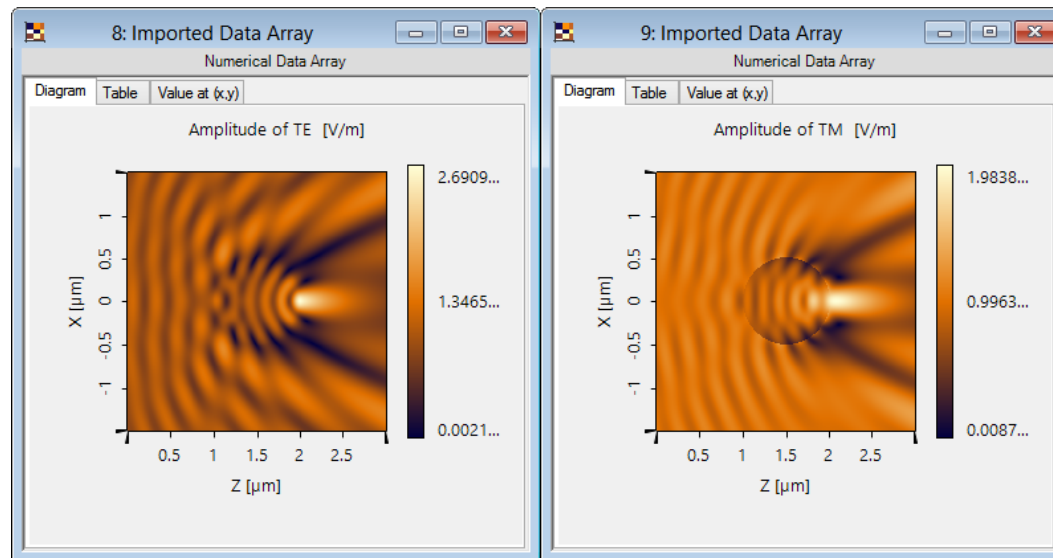 8: Imported Data Array
Numerical Data Array
Diagram Table Value at (x,y)
Amplitude of TE [V/m]
2.6909...
1.3465...
0.0021...
X [µm]
1
0.5
0
-0.5
-1
0.5 1 1.5 2 2.5
Z [µm]
9: Imported Data Array
Numerical Data Array
Diagram Table Value at (x,y)
Amplitude of TM [V/m]
1.9838...
0.9963...
0.0087...
X [µm]
1
0.5
0
-0.5
-1
0.5 1 1.5 2 2.5
Z [µm]